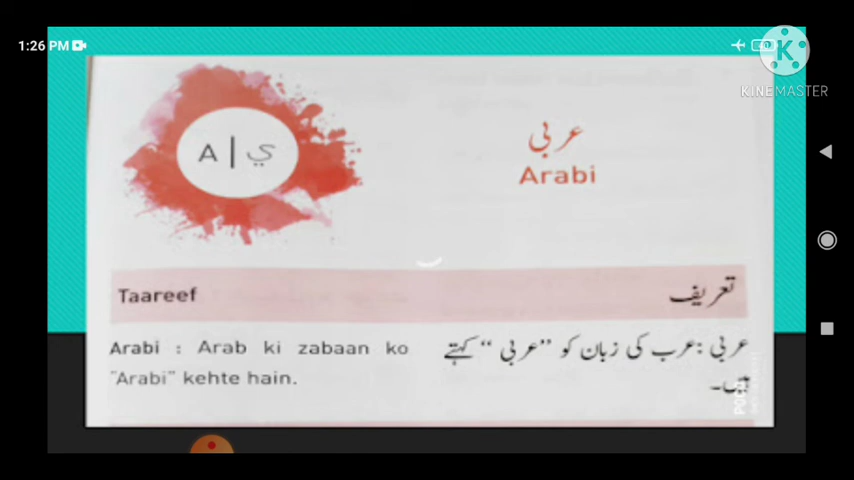 1:26 PM
KINEMASTER
A | ي
عربی
Arabi
Taareef
تعریف
Arabi : Arab ki zabaan ko
"Arabi" kehte hain.
عربی : عرب کی زبان کو ”عربی“ کہتے
ہیں۔
POCO